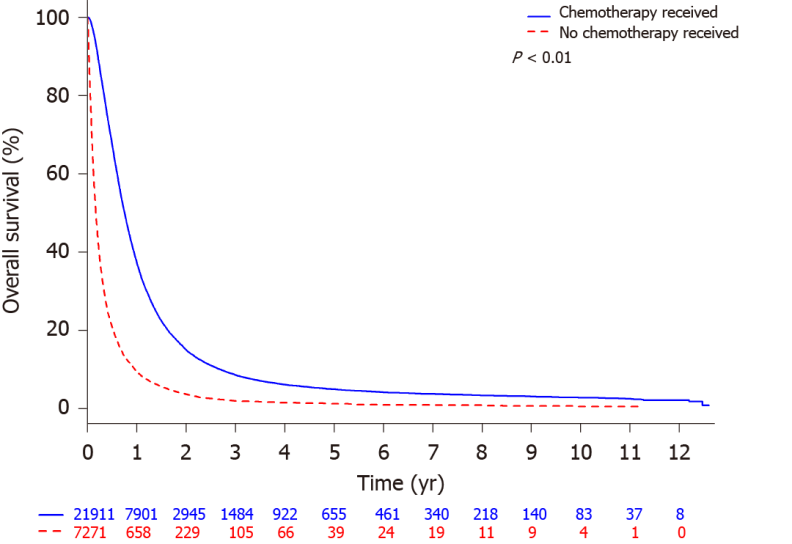 Chemotherapy received
No chemotherapy received
P < 0.01
Overall survival (%)
100
80
60
40
20
0
0 1 2 3 4 5 6 7 8 9 10 11 12
Time (yr)
21911 7901 2945 1484 922 655 461 340 218 140 83 37 8
7271 658 229 105 66 39 24 19 11 9 4 1 0